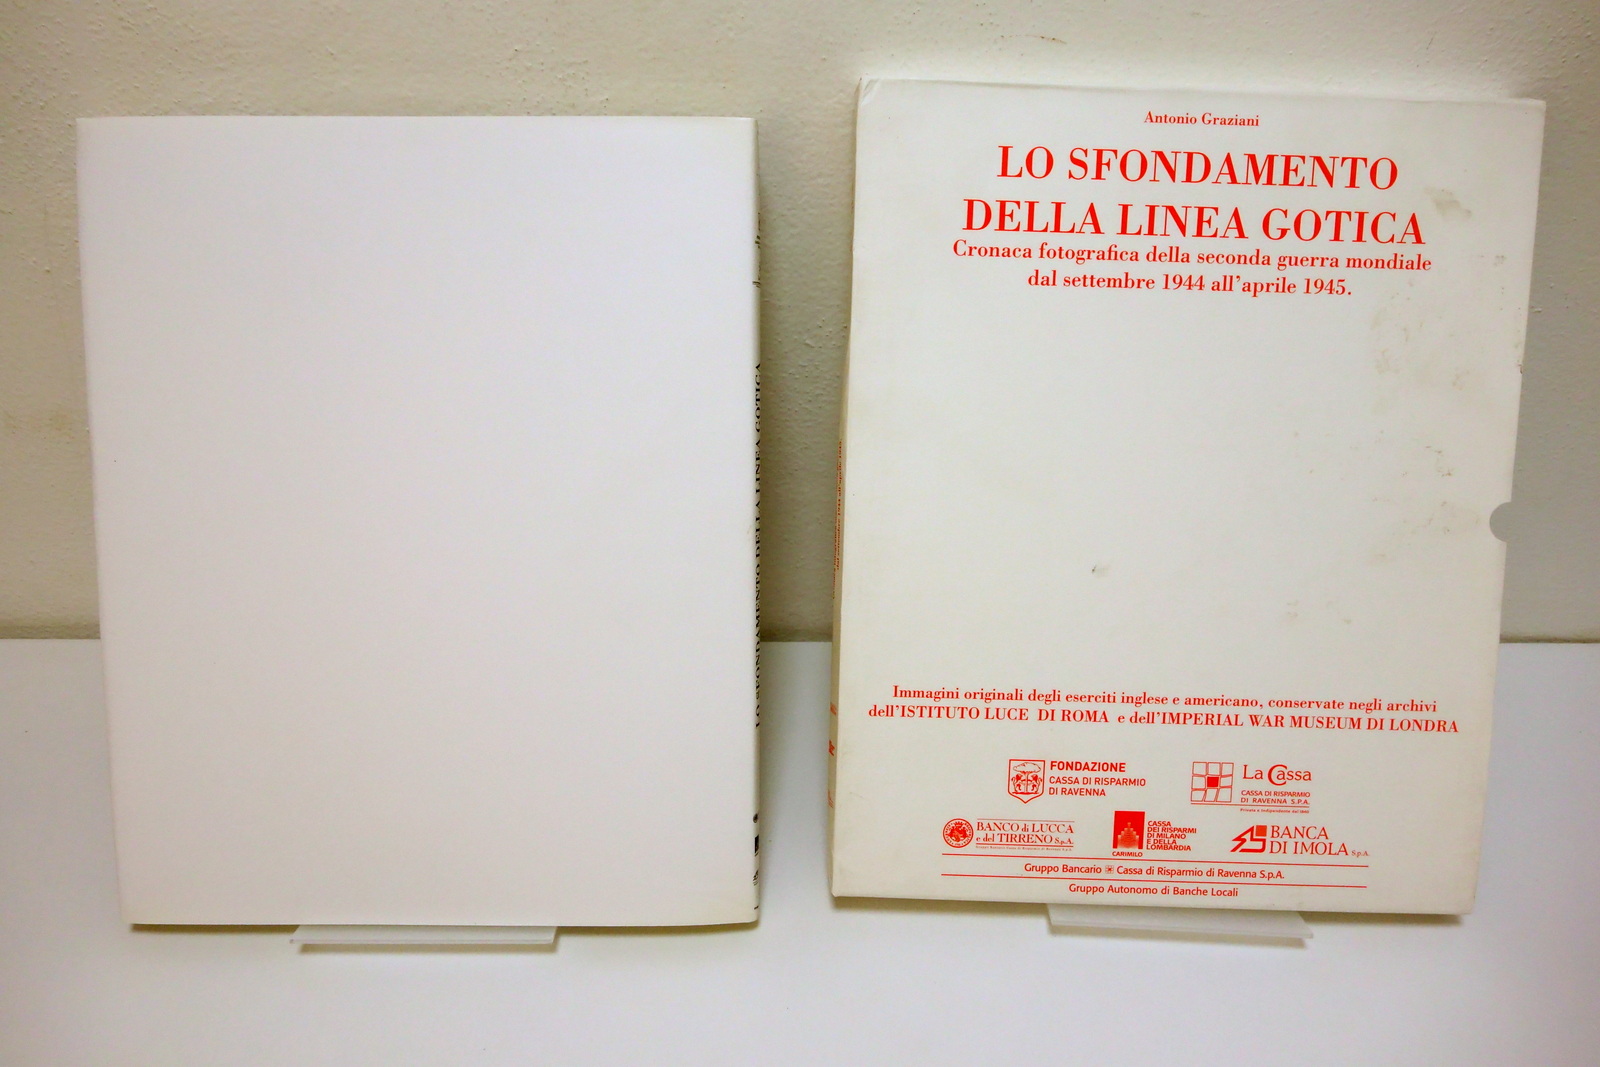 LO SFONDAMENTO DELLA LINEA GOTICA
Antonio Graziani
LO SFONDAMENTO
DELLA LINEA GOTICA
Cronaca fotografica della seconda guerra mondiale
dal settembre 1944 all'aprile 1945.
Immagini originali degli eserciti inglese e americano, conservate negli archivi
dell'ISTITUTO LUCE DI ROMA e dell'IMPERIAL WAR MUSEUM DI LONDRA
FONDAZIONE
CASSA DI RISPARMIO
DI RAVENNA
La Cassa
CASSA DI RISPARMIO
DI RAVENNA S.P.A.
Privata e Indipendente dal 1840
BANCO di LUCCA
e del TIRRENO S.p.A.
CARIMILO
CASSA
DEI RISPARMI
DI MILANO
E DELLA
LOMBARDIA
BANCA
DI IMOLA S.p.A.
Gruppo Bancario Cassa di Risparmio di Ravenna S.p.A.
Gruppo Autonomo di Banche Locali